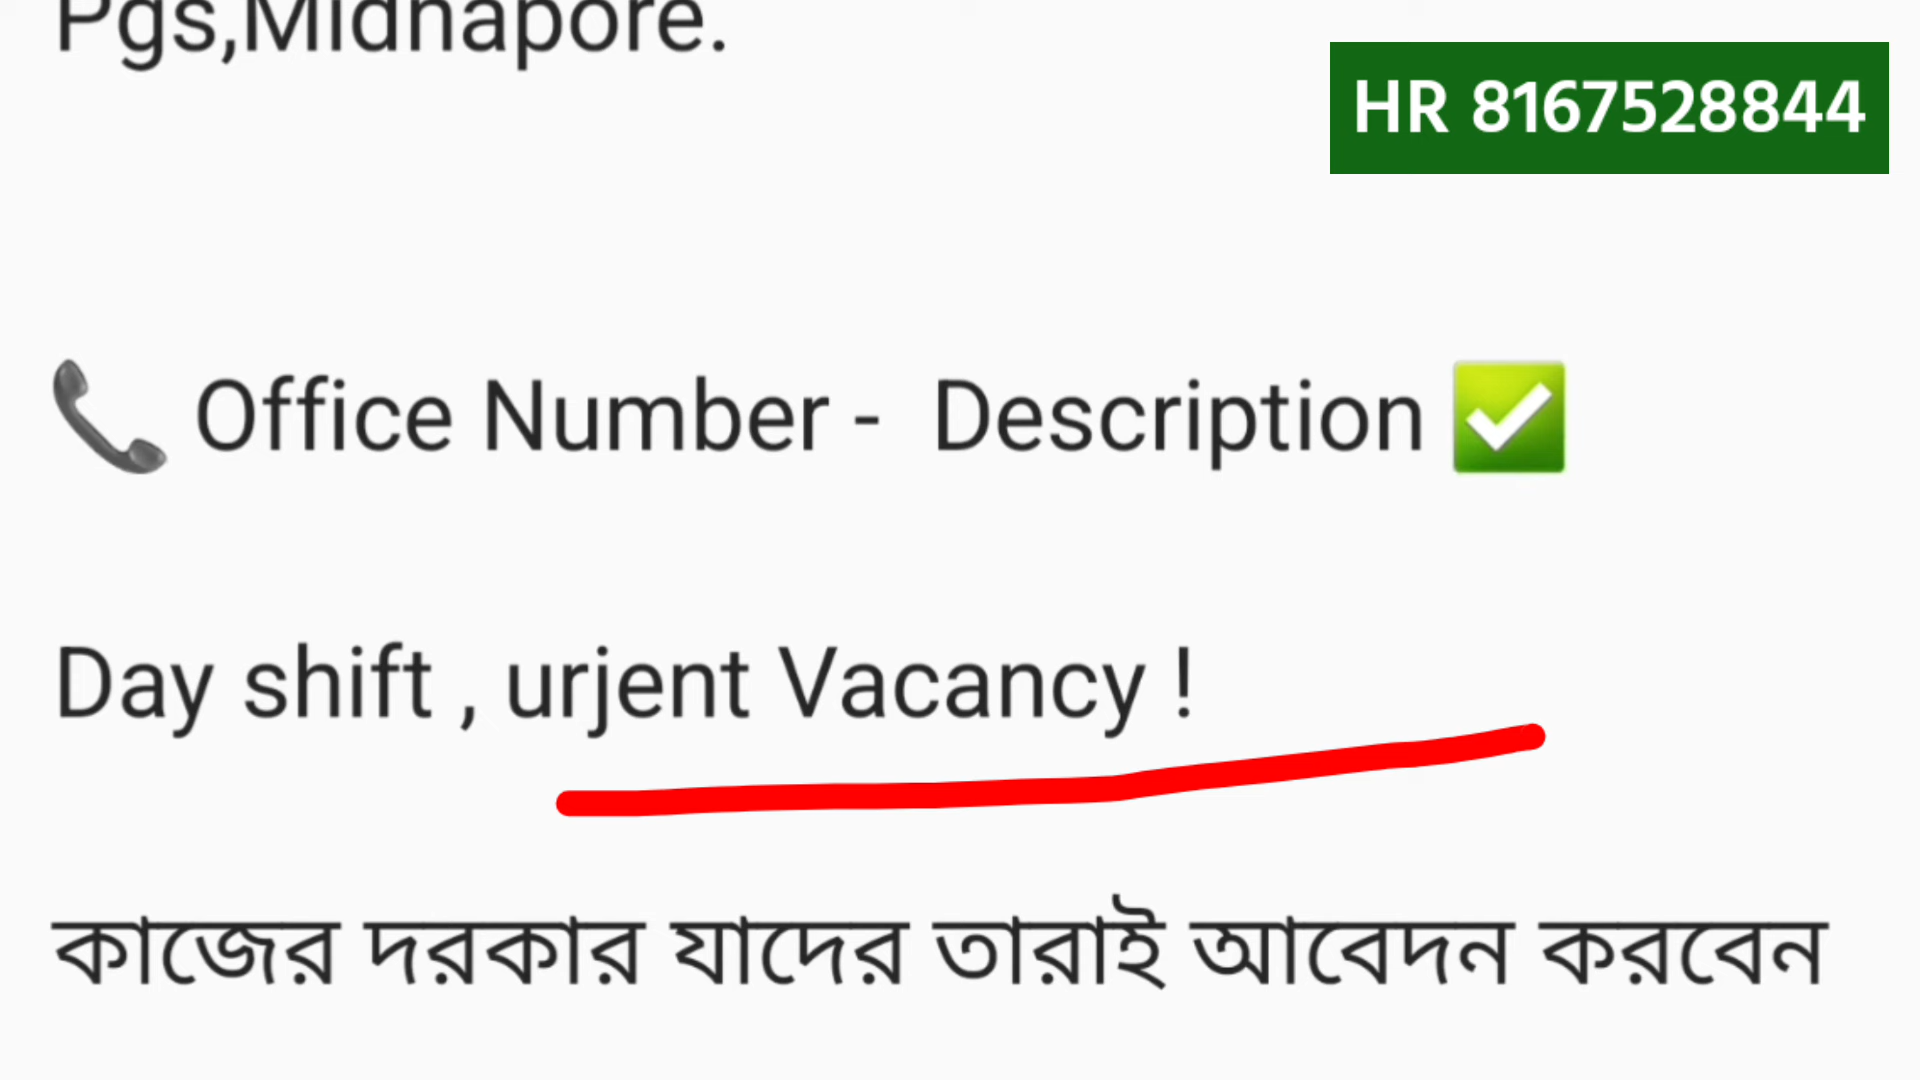 Pgs,Midnapore.
HR 8167528844
📞 Office Number - Description ✅
Day shift , urjent Vacancy !
কাজের দরকার যাদের তারাই আবেদন করবেন